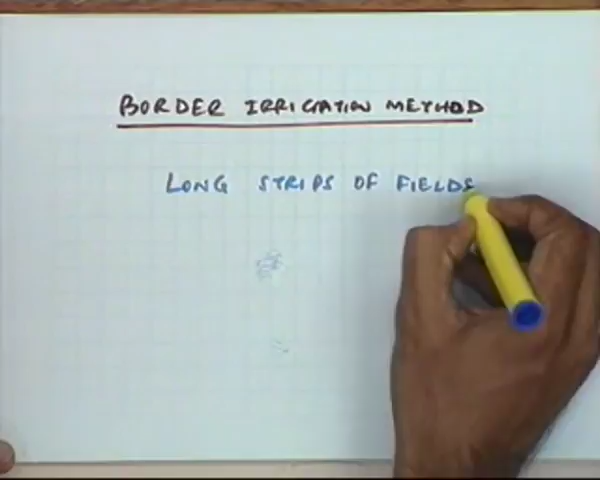 BORDER IRRIGATION METHOD
LONG STRIPS OF FIELDS